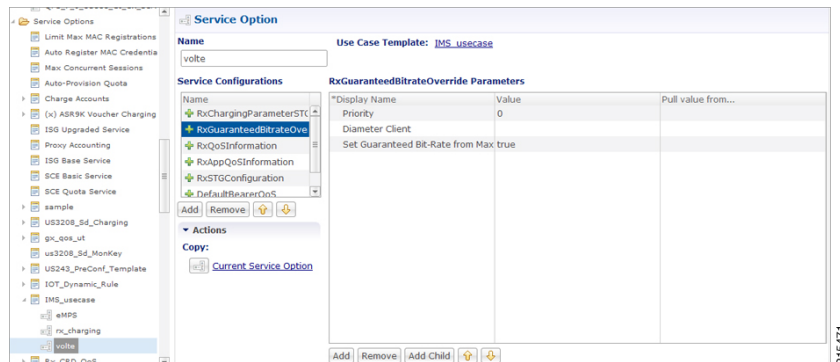 Service Options
Limit Max MAC Registrations
Auto Register MAC Credentia
Max Concurrent Sessions
Auto-Provision Quota
Charge Accounts
(x) ASR9K Voucher Charging
ISG Upgraded Service
Proxy Accounting
ISG Base Service
SCE Basic Service
SCE Quota Service
sample
US3208_Sd_Charging
gx_qos_ut
us3208_Sd_MonKey
US243_PreConf_Template
IOT_Dynamic_Rule
IMS_usecase
eMPS
rx_charging
volte
Service Option
Name
Use Case Template: IMS_usecase
volte
Service Configurations
Name
RxChargingParameterSTG
RxGuaranteedBitrateOve
RxQoSInformation
RxAppQoSInformation
RxSTGConfiguration
DefaultBearerQoS
Add Remove
Actions
Copy:
Current Service Option
RxGuaranteedBitrateOverride Parameters
*Display Name Value Pull value from...
Priority 0
Diameter Client
Set Guaranteed Bit-Rate from Max true
Add Remove Add Child